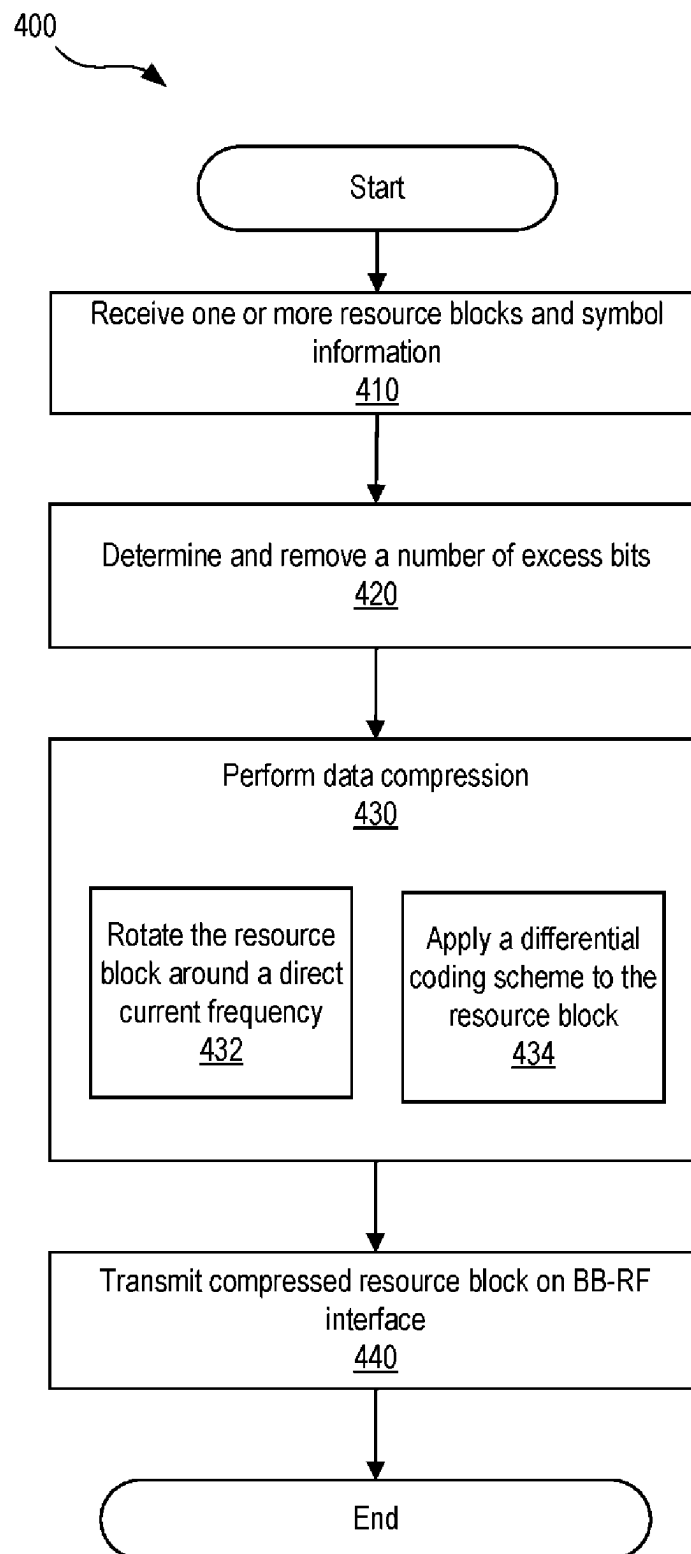 400
Start
Receive one or more resource blocks and symbol
information
410
Determine and remove a number of excess bits
420
Perform data compression
430
Rotate the resource
block around a direct
current frequency
432
Apply a differential
coding scheme to the
resource block
434
Transmit compressed resource block on BB-RF
interface
440
End